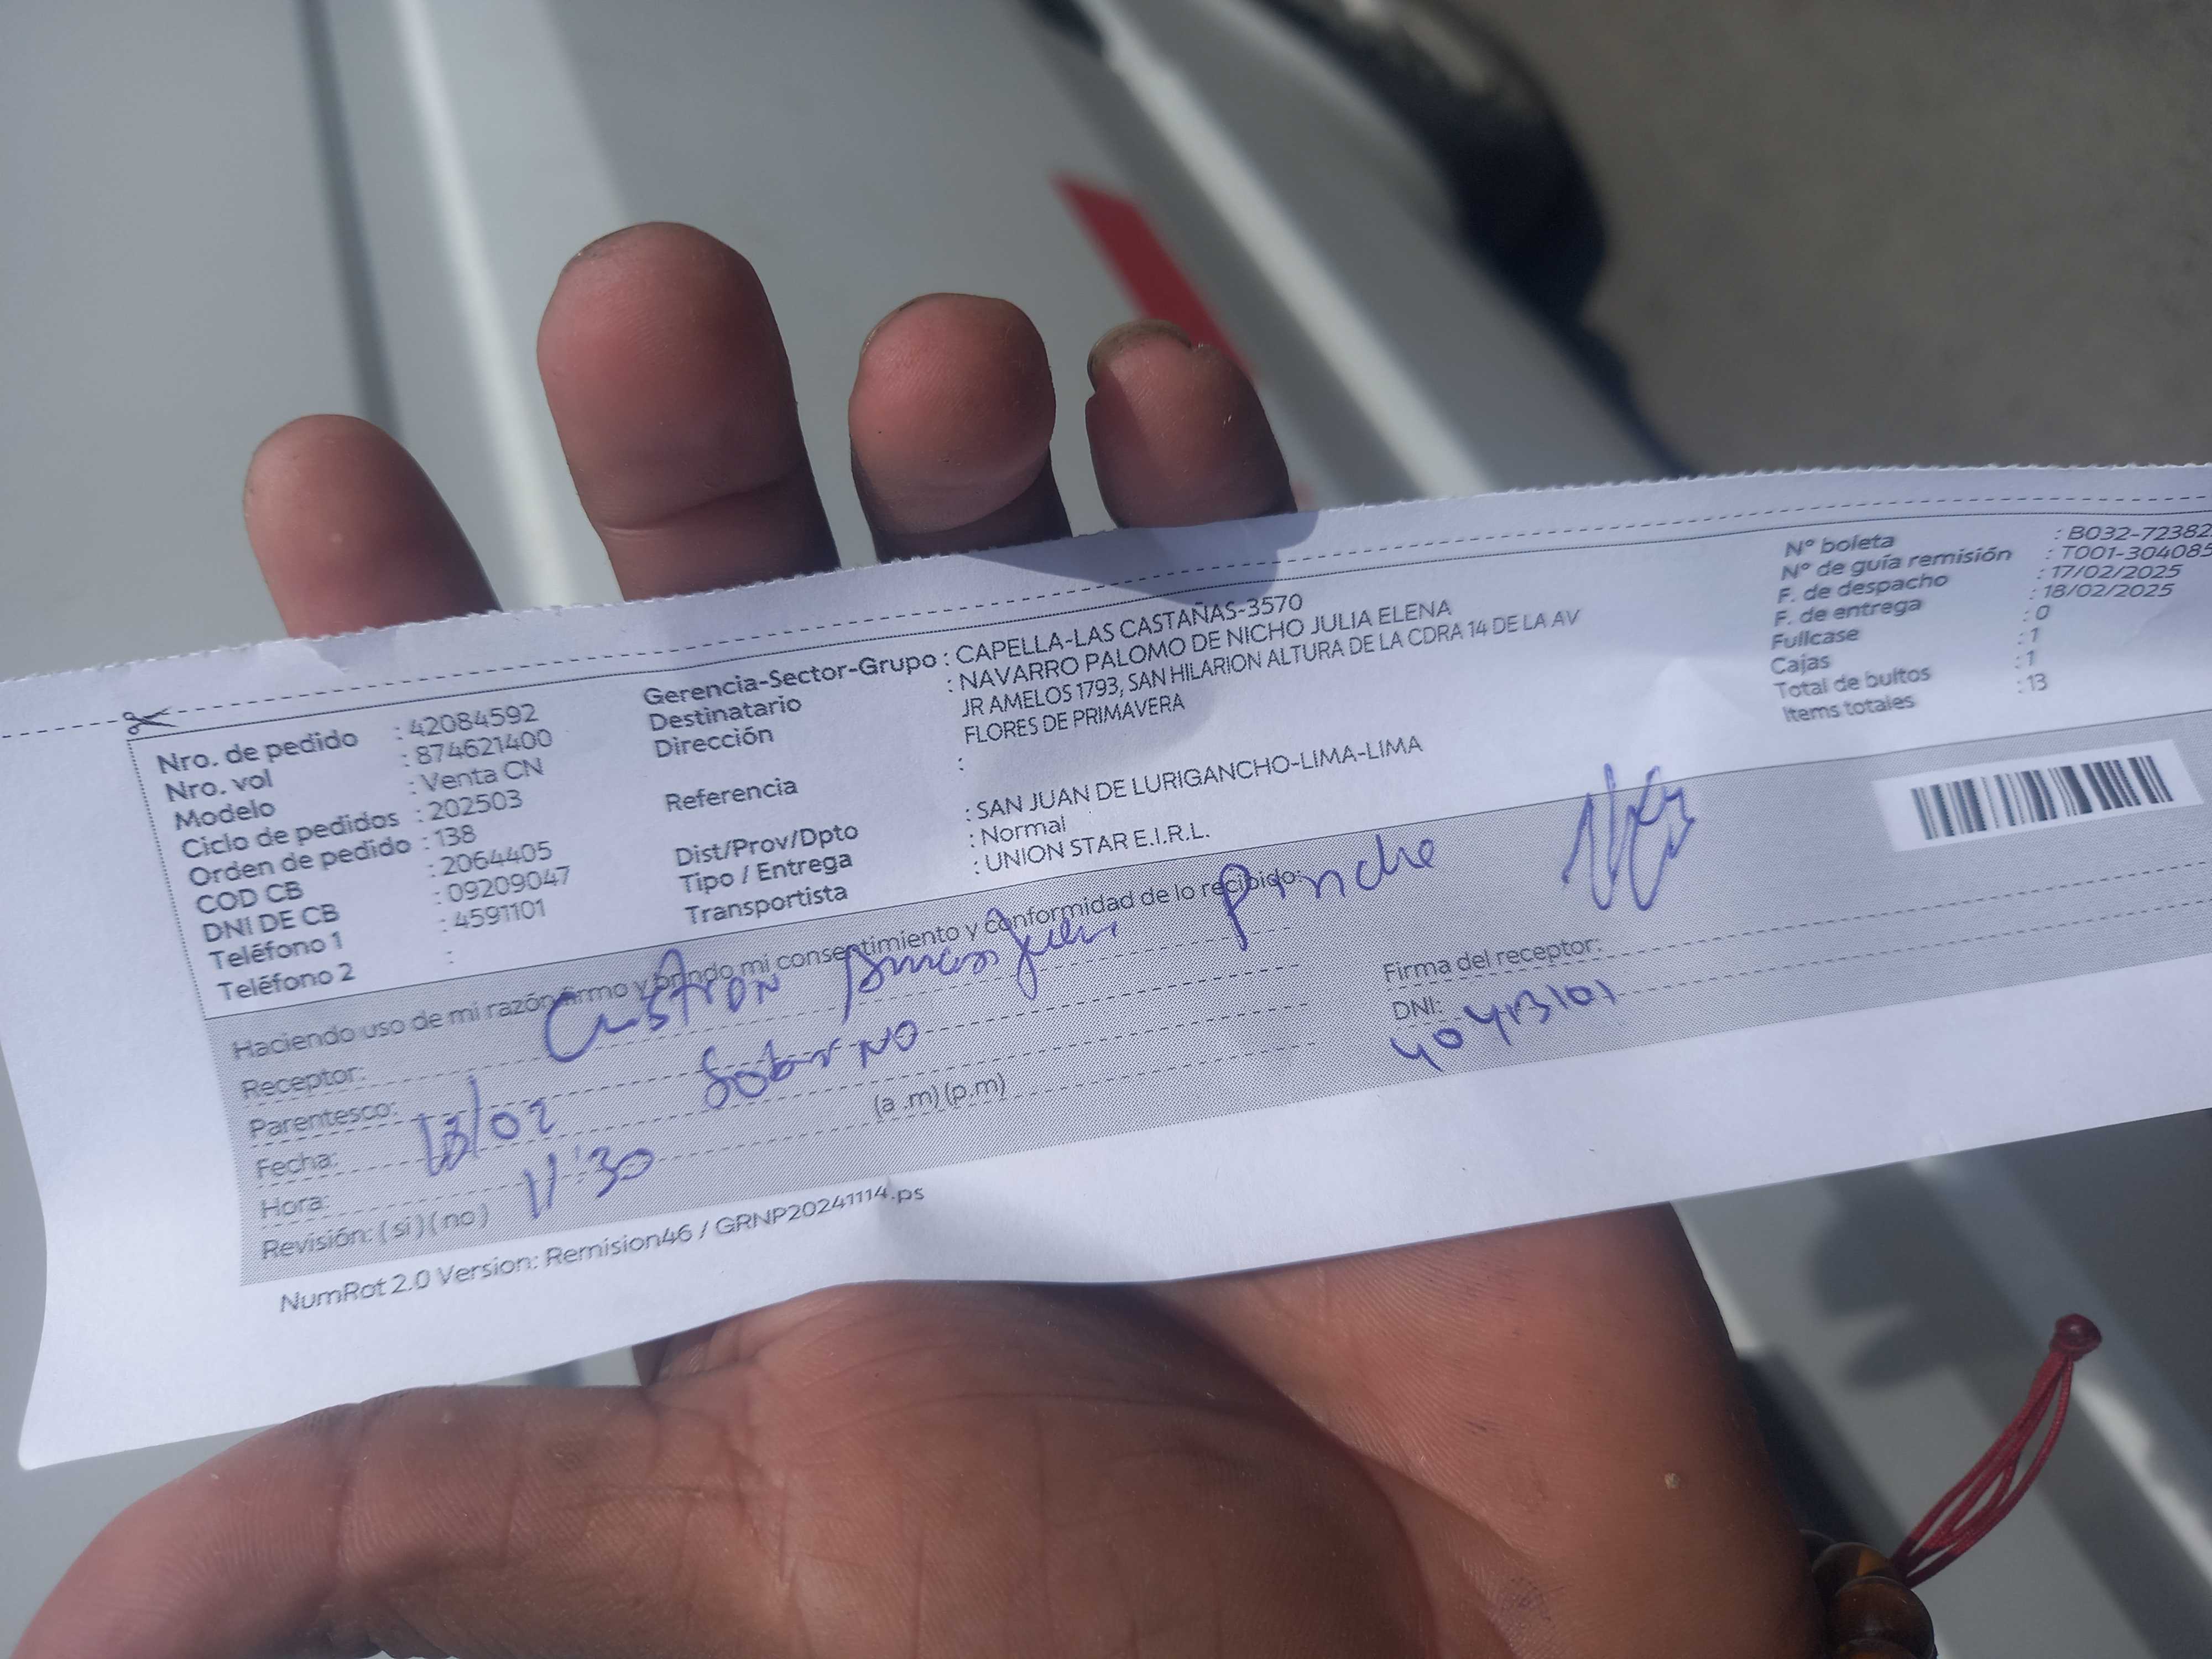 Nro. de pedido : 42084592
Nro. vol : 874621400
Modelo : Venta CN
Ciclo de pedidos : 202503
Orden de pedido : 138
COD CB : 2064405
DNI DE CB : 09209047
Teléfono 1 : 4591101
Teléfono 2 :
Gerencia-Sector-Grupo : CAPELLA-LAS CASTAÑAS-3570
Destinatario : NAVARRO PALOMO DE NICHO JULIA ELENA
Dirección JR AMELOS 1793, SAN HILARION ALTURA DE LA CDRA 14 DE LA AV
FLORES DE PRIMAVERA
Referencia :
Dist/Prov/Dpto : SAN JUAN DE LURIGANCHO-LIMA-LIMA
Tipo / Entrega : Normal
Transportista : UNION STAR E.I.R.L.
Nº boleta : B032-72382
Nº de guía remisión : T001-304085
F. de despacho : 17/02/2025
F. de entrega : 18/02/2025
Fullcase : 0
Cajas : 1
Total de bultos : 1
Items totales : 13
Haciendo uso de mi razón firmo y brindo mi consentimiento y conformidad de lo recibido:
Receptor:
Parentesco: Sobrino
Fecha: 18/02
Hora: 11:30 (a .m) (p.m)
Revisión: ( si ) ( no )
Firma del receptor:
DNI:
NumRot 2.0 Version: Remision46 / GRNP20241114.ps